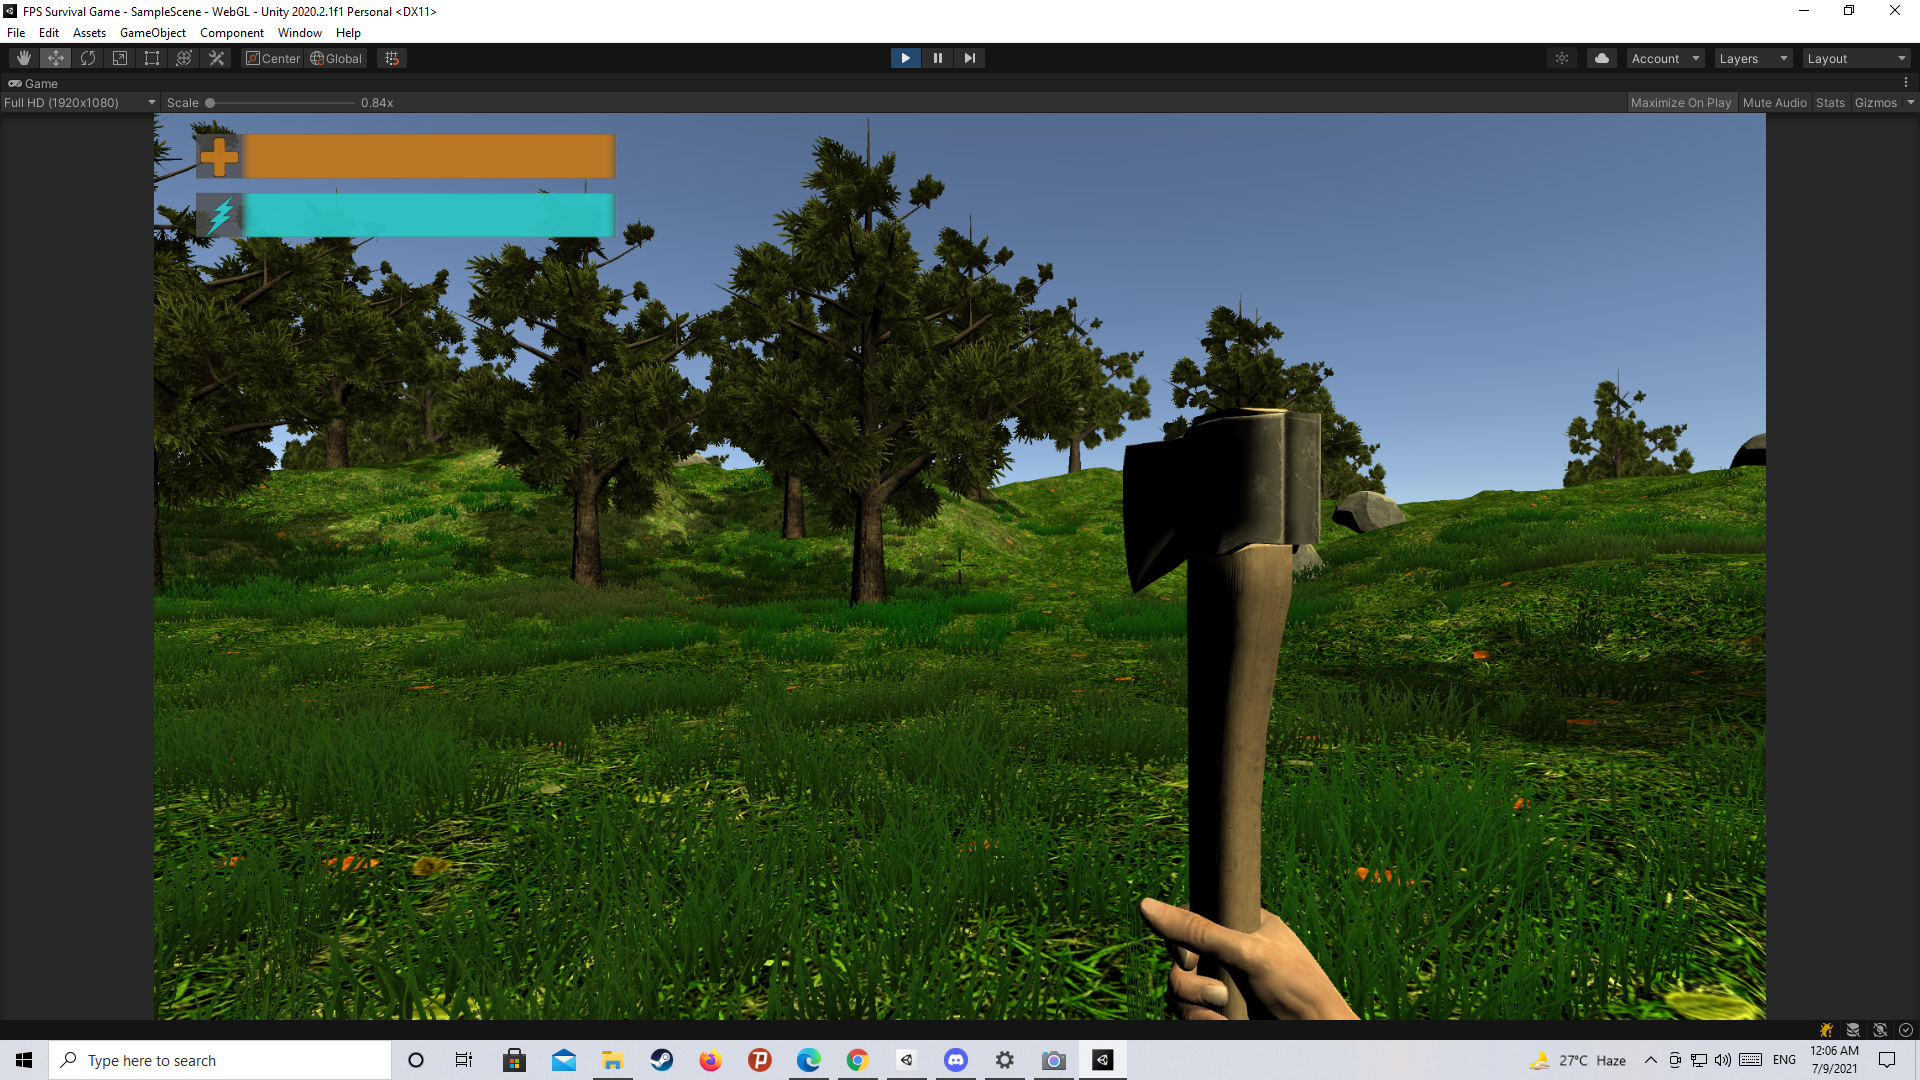 FPS Survival Game - SampleScene - WebGL - Unity 2020.2.1f1 Personal <DX11>
File Edit Assets GameObject Component Window Help
Center Global Account Layers Layout
Game
Full HD (1920x1080) Scale 0.84x Maximize On Play Mute Audio Stats Gizmos
Type here to search
27°C Haze
ENG
12:06 AM
7/9/2021